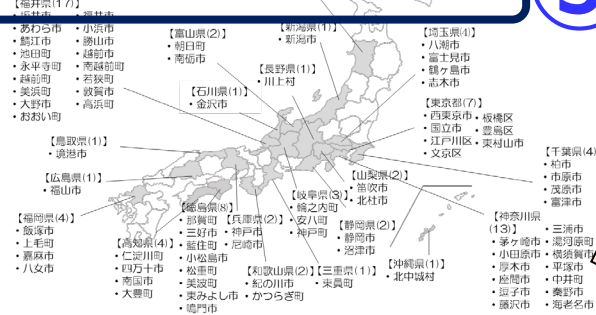 【福井県(17)】
・坂井市 ・福井市
・あわら市 ・小浜市
・鯖江市 ・勝山市
・池田町 ・越前市
・永平寺町 ・南越前町
・越前町 ・若狭町
・美浜町 ・敦賀市
・大野市 ・高浜町
・おおい町
【富山県(2)】
・朝日町
・南砺市
【新潟県(1)】
・新潟市
【長野県(1)】
・川上村
【石川県(1)】
・金沢市
【埼玉県(4)】
・八潮市
・富士見市
・鶴ヶ島市
・志木市
【東京都(7)】
・西東京市 ・板橋区
・国立市 ・豊島区
・江戸川区 ・東村山市
・文京区
【千葉県(4)】
・柏市
・市原市
・茂原市
・富津市
【鳥取県(1)】
・境港市
【広島県(1)】
・福山市
【福岡県(4)】
・飯塚市
・上毛町
・嘉麻市
・八女市
【高知県(4)】
・仁淀川町
・四万十市
・南国市
・大豊町
【徳島県(8)】
・那賀町
・三好市
・藍住町
・小松島市
・松茂町
・美波町
・東みよし市
・鳴門市
【兵庫県(2)】
・神戸市
・尼崎市
【和歌山県(2)】
・紀の川市
・かつらぎ町
【岐阜県(3)】
・輪之内町
・安八町
・神戸町
【三重県(1)】
・東員町
【山梨県(2)】
・笛吹市
・北杜市
【静岡県(2)】
・静岡市
・沼津市
【沖縄県(1)】
・北中城村
【神奈川県
(13)】
・三浦市
・茅ヶ崎市 ・湯河原町
・小田原市 ・横須賀市
・厚木市 ・平塚市
・座間市 ・中井町
・逗子市 ・秦野市
・藤沢市 ・海老名市